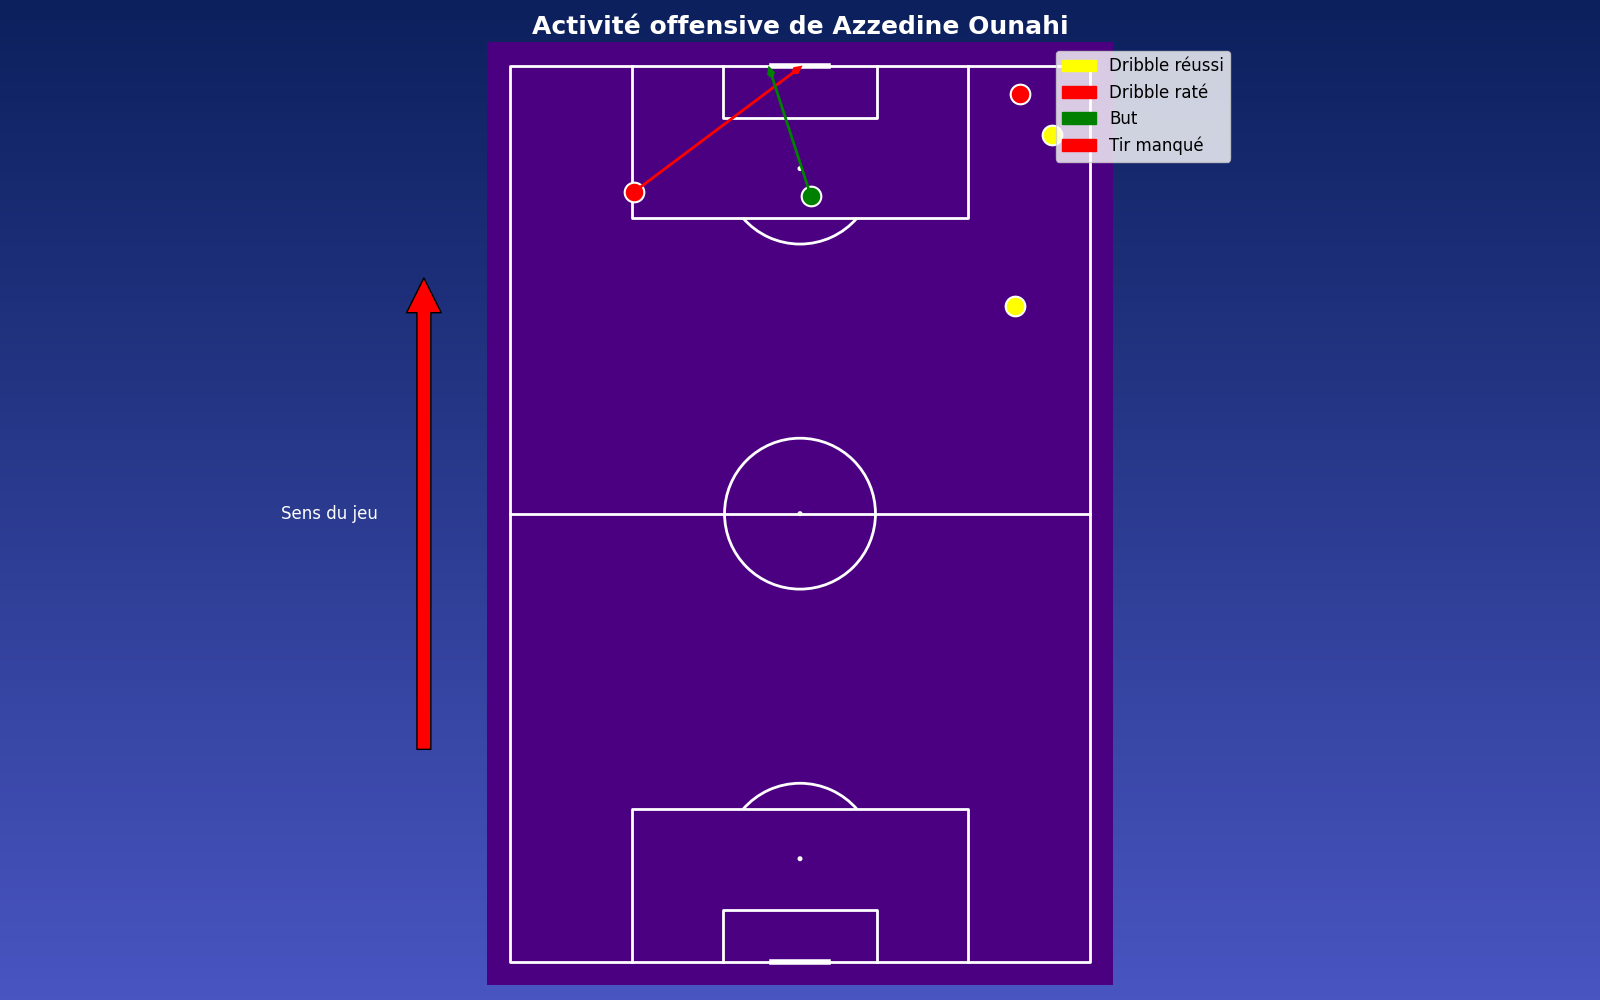 Activité offensive de Azzedine Ounahi
Dribble réussi
Dribble raté
But
Tir manqué
Sens du jeu